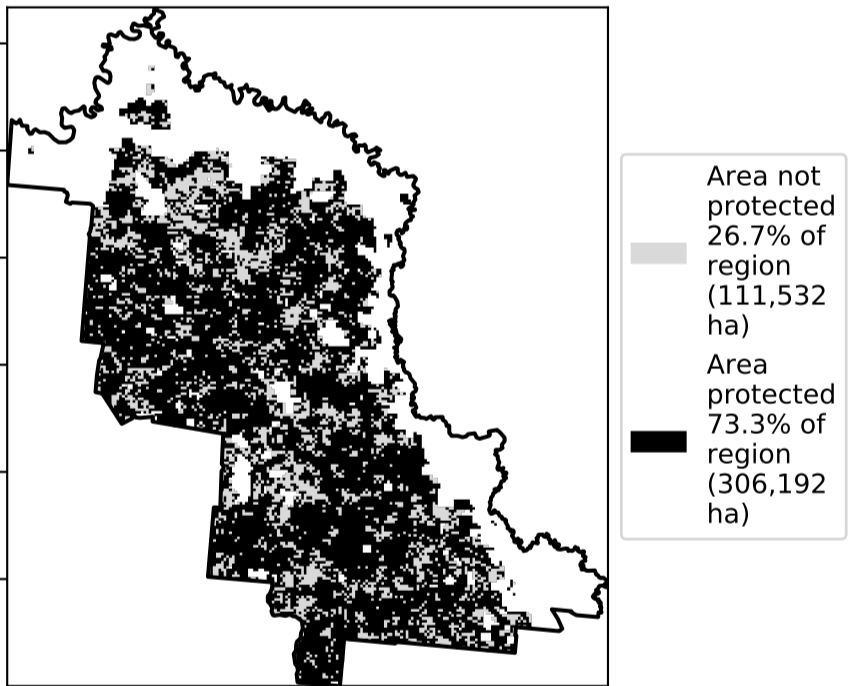 Area not
protected
26.7% of
region
(111,532
ha)
Area
protected
73.3% of
region
(306,192
ha)